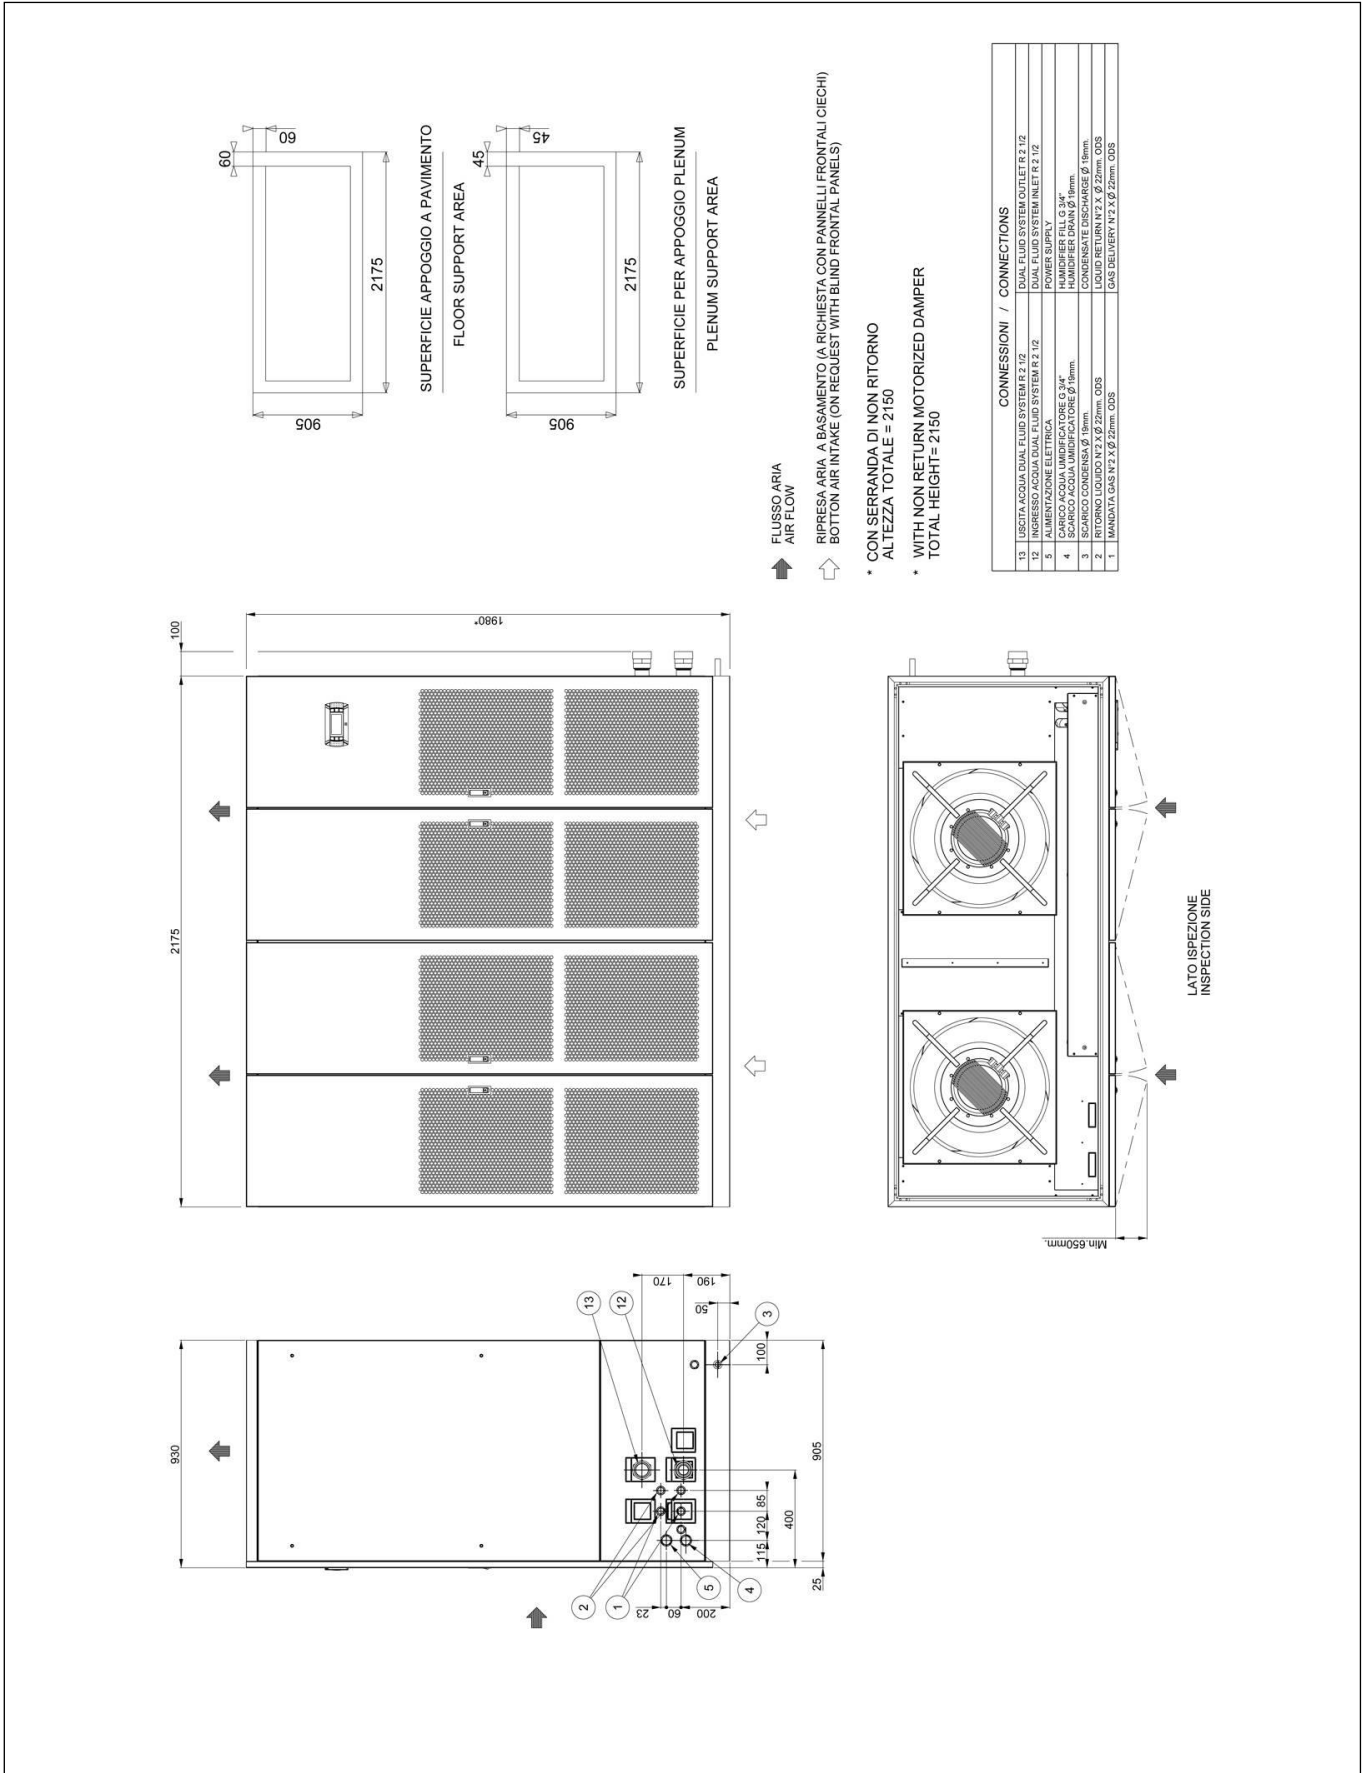 60
60
905
2175
SUPERFICIE APPOGGIO A PAVIMENTO
FLOOR SUPPORT AREA
45
45
905
2175
SUPERFICIE PER APPOGGIO PLENUM
PLENUM SUPPORT AREA
FLUSSO ARIA
AIR FLOW
RIPRESA ARIA A BASAMENTO (A RICHIESTA CON PANNELLI FRONTALI CIECHI)
BOTTON AIR INTAKE (ON REQUEST WITH BLIND FRONTAL PANELS)
* CON SERRANDA DI NON RITORNO
ALTEZZA TOTALE = 2150
* WITH NON RETURN MOTORIZED DAMPER
TOTAL HEIGHT= 2150
CONNESSIONI / CONNECTIONS
13 USCITA ACQUA DUAL FLUID SYSTEM R 2 1/2 DUAL FLUID SYSTEM OUTLET R 2 1/2
12 INGRESSO ACQUA DUAL FLUID SYSTEM R 2 1/2 DUAL FLUID SYSTEM INLET R 2 1/2
5 ALIMENTAZIONE ELETTRICA POWER SUPPLY
4 CARICO ACQUA UMIDIFICATORE G 3/4" HUMIDIFIER FILL G 3/4"
SCARICO ACQUA UMIDIFICATORE Ø 19mm. HUMIDIFIER DRAIN Ø 19mm.
3 SCARICO CONDENSA Ø 19mm. CONDENSATE DISCHARGE Ø 19mm.
2 RITORNO LIQUIDO N°2 X Ø 22mm. ODS LIQUID RETURN N°2 X Ø 22mm. ODS
1 MANDATA GAS N°2 X Ø 22mm. ODS GAS DELIVERY N°2 X Ø 22mm. ODS
2175
100
1980*
930
13
12
170
190
50
3
100
905
85
120
400
115
25
2
1
5
4
23
60
200
Min.650mm.
LATO ISPEZIONE
INSPECTION SIDE